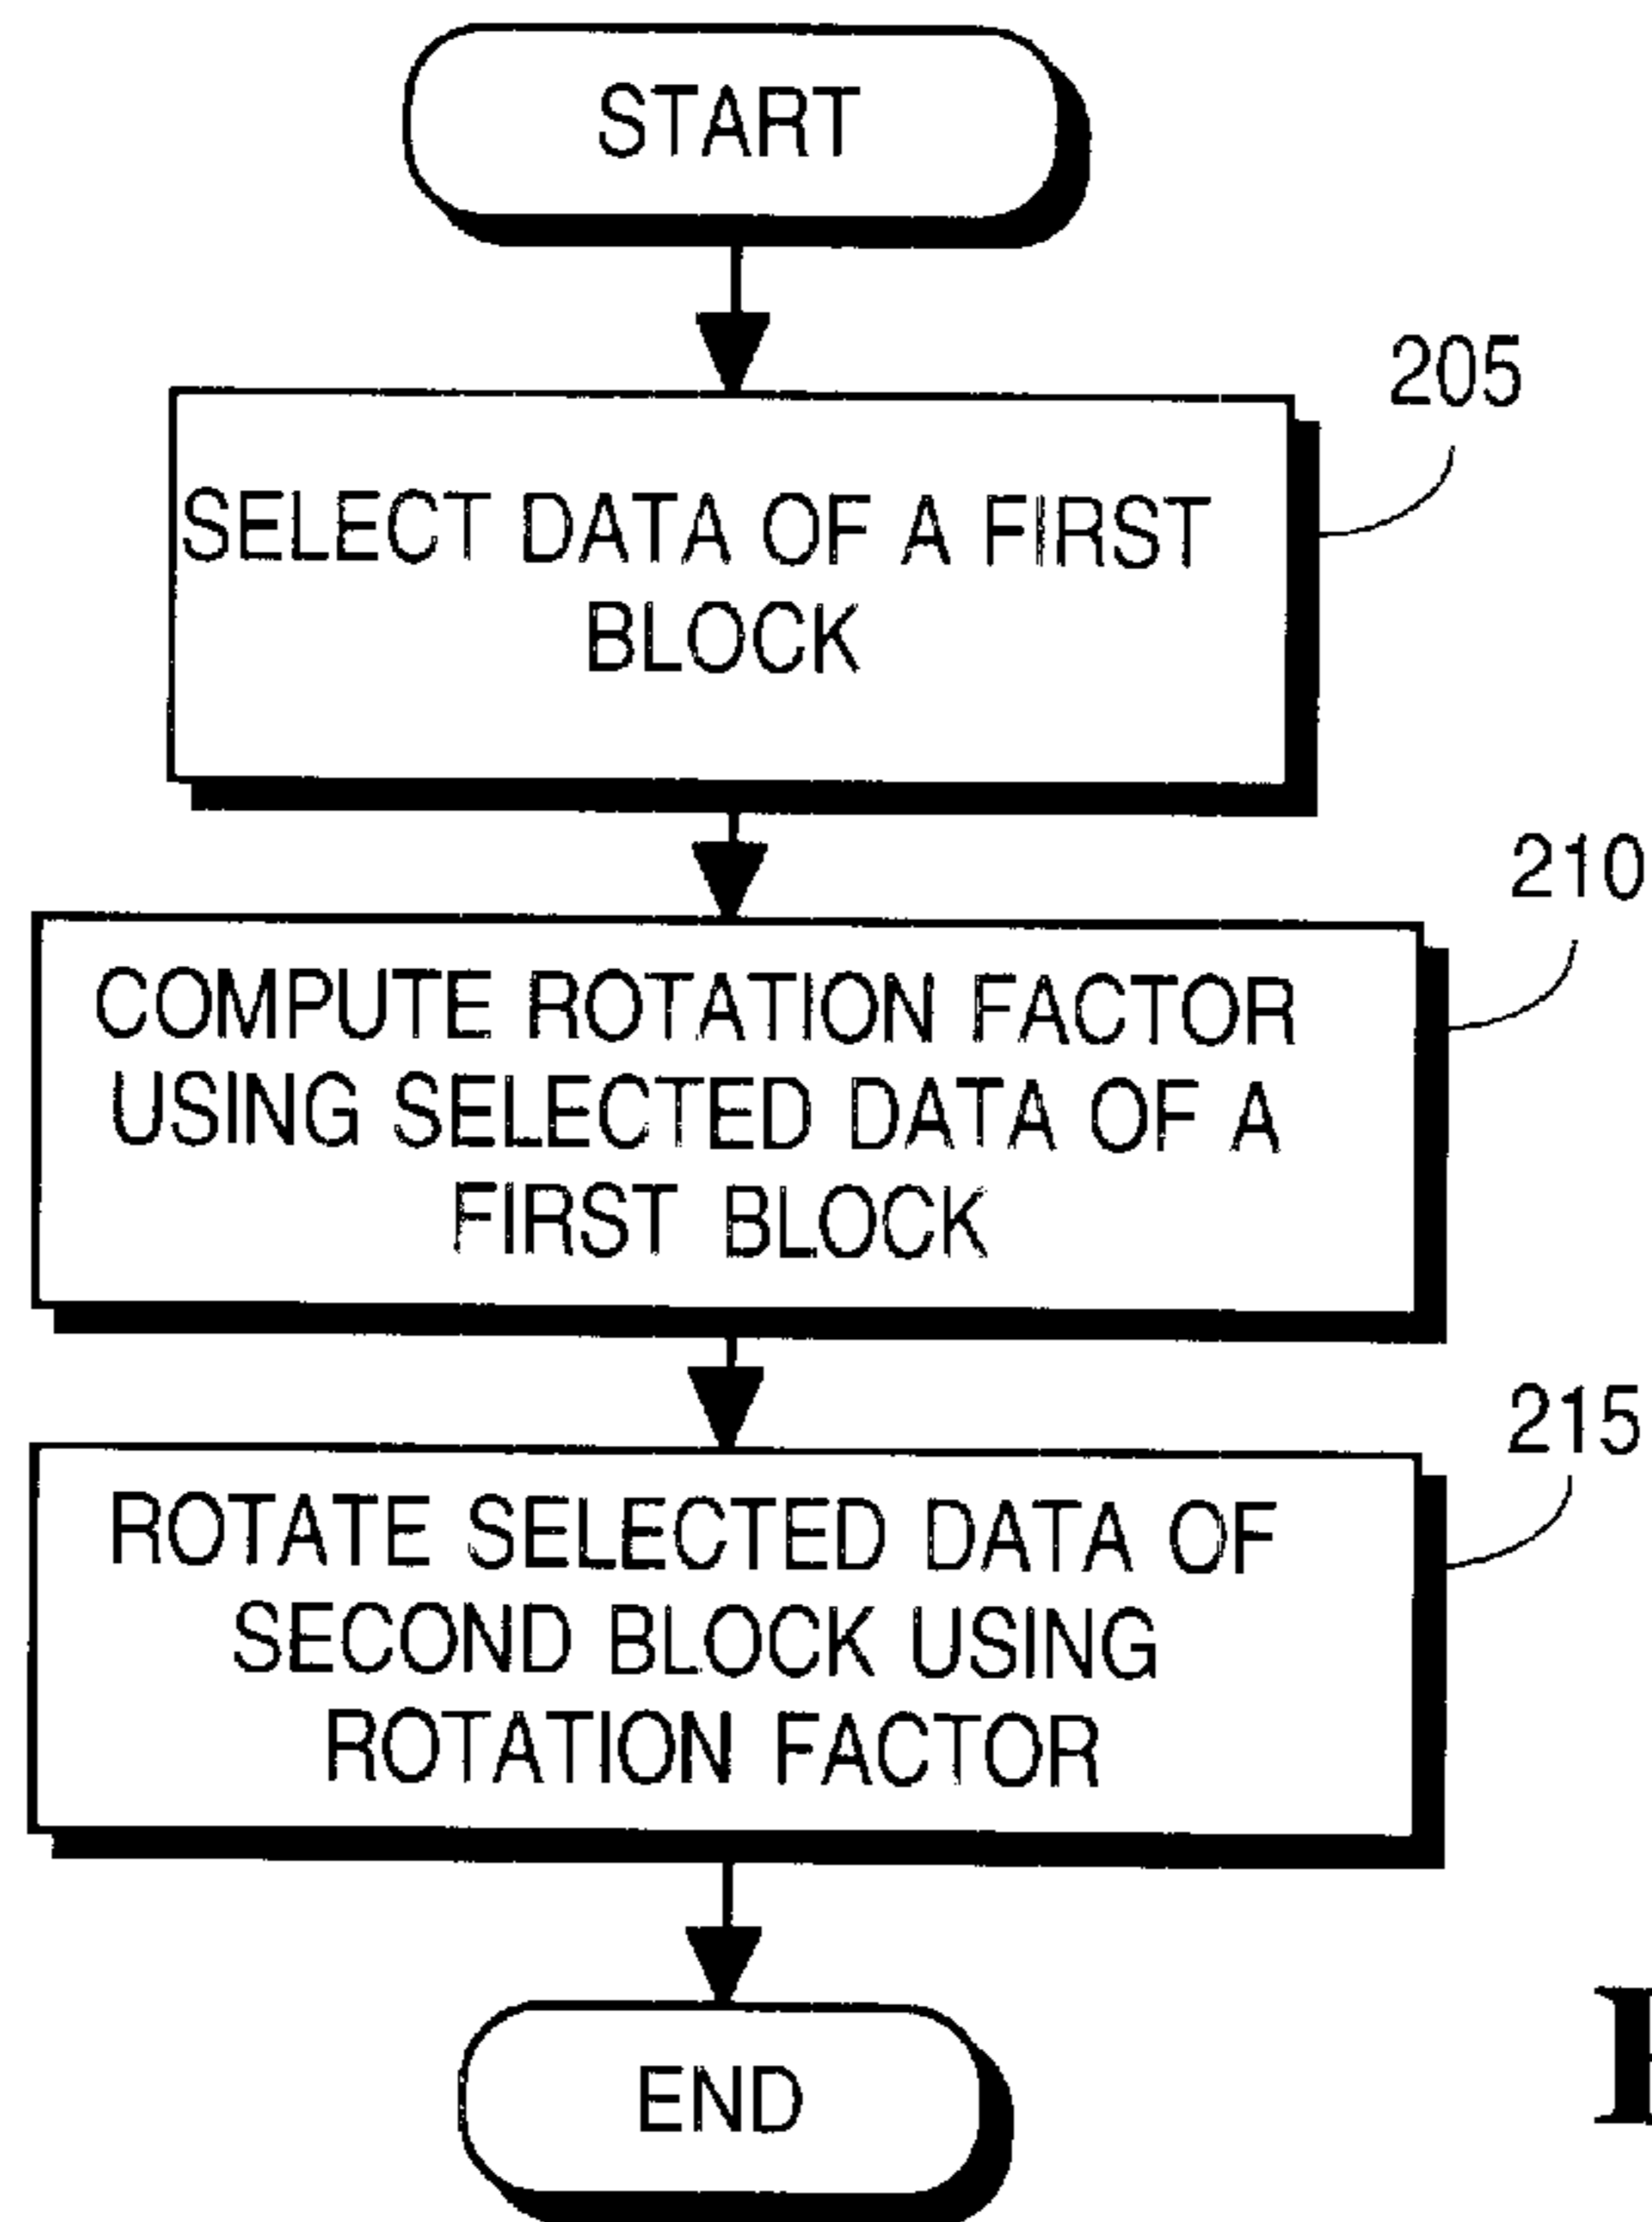 START
205
SELECT DATA OF A FIRST
BLOCK
210
COMPUTE ROTATION FACTOR
USING SELECTED DATA OF A
FIRST BLOCK
215
ROTATE SELECTED DATA OF
SECOND BLOCK USING
ROTATION FACTOR
END